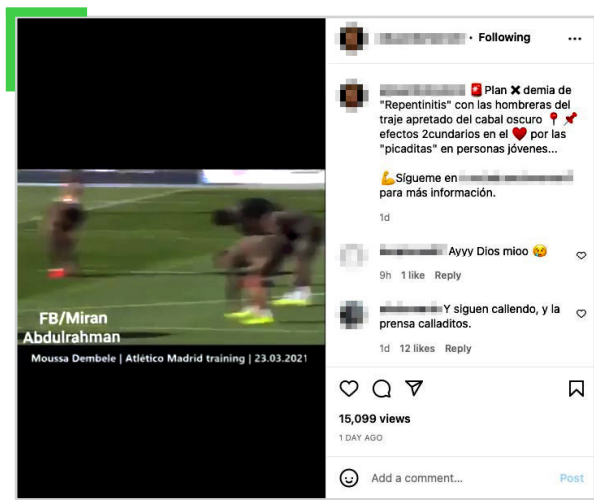 • Following
Plan ❌ demia de
"Repentinitis" con las hombreras del
traje apretado del cabal oscuro
efectos 2cundarios en el ❤️ por las
"picaditas" en personas jóvenes...
💪Sígueme en
para más información.
1d
Ayyy Dios mioo 😢
9h 1 like Reply
Y siguen callendo, y la
prensa calladitos.
1d 12 likes Reply
FB/Miran
Abdulrahman
Moussa Dembele | Atlético Madrid training | 23.03.2021
15,099 views
1 DAY AGO
Add a comment...
Post